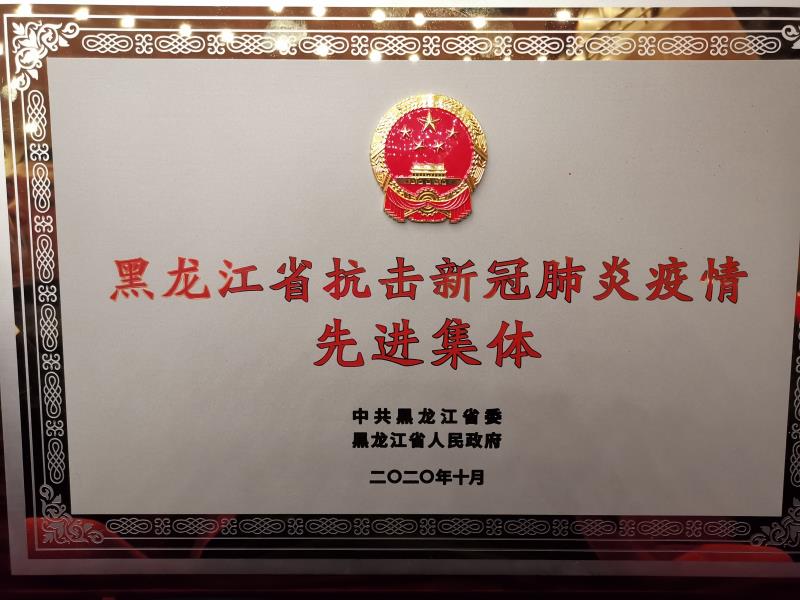 黑龙江省抗击新冠肺炎疫情
先进集体
中共黑龙江省委
黑龙江省人民政府
二〇二〇年十月